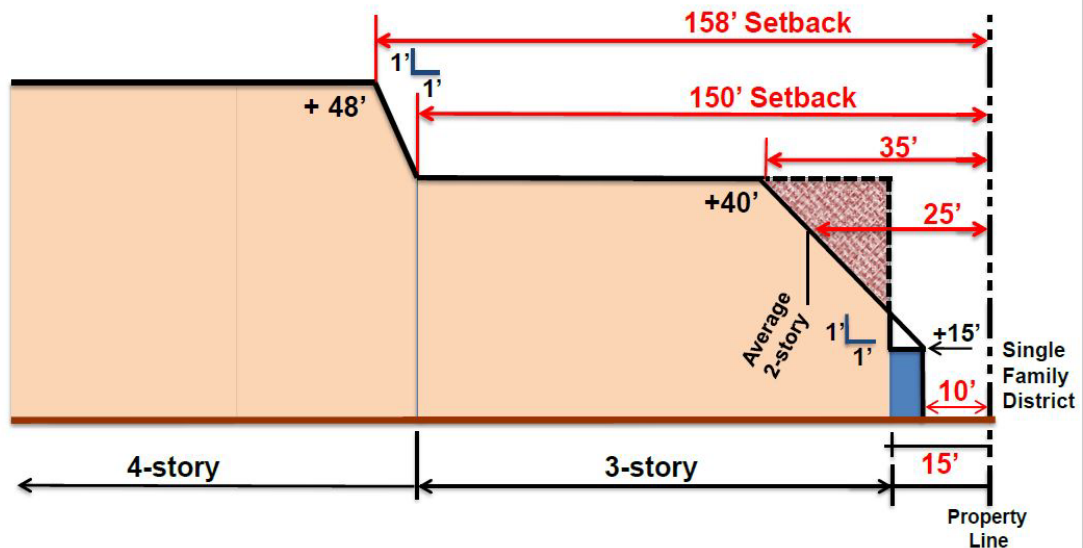 158’ Setback
1’
1’
150’ Setback
+ 48’
35’
+40’
25’
Average
2-story
1’
1’
+15’
Single
Family
District
10’
4-story
3-story
15’
Property
Line